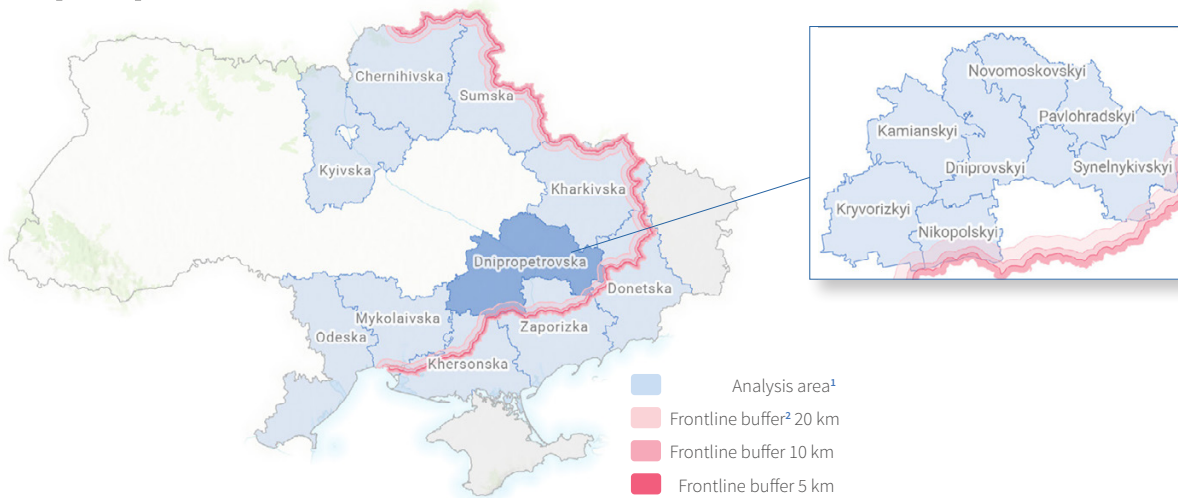 Chernihivska
Sumska
Kyivska
Kharkivska
Dnipropetrovska
Donetska
Mykolaivska
Odeska
Zaporizka
Khersonska
Novomoskovskyi
Pavlohradskyi
Kamianskyi
Dniprovskyi
Synelnykivskyi
Kryvorizkyi
Nikopolskyi
Analysis area¹
Frontline buffer² 20 km
Frontline buffer 10 km
Frontline buffer 5 km